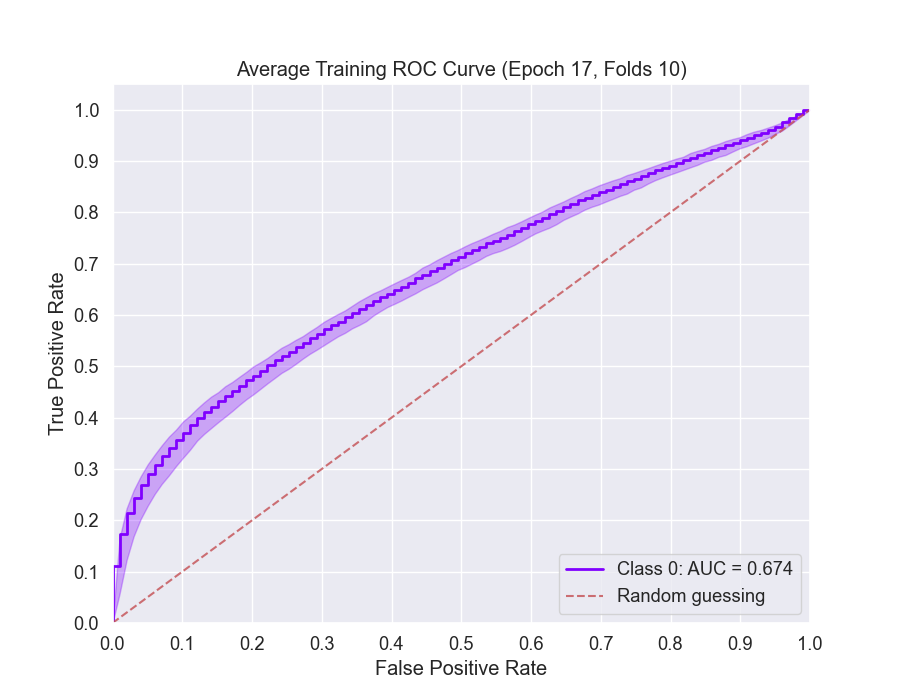 Average Training ROC Curve (Epoch 17, Folds 10)
True Positive Rate
1.0
0.9
0.8
0.7
0.6
0.5
0.4
0.3
0.2
0.1
0.0
Class 0: AUC = 0.674
Random guessing
0.0 0.1 0.2 0.3 0.4 0.5 0.6 0.7 0.8 0.9 1.0
False Positive Rate